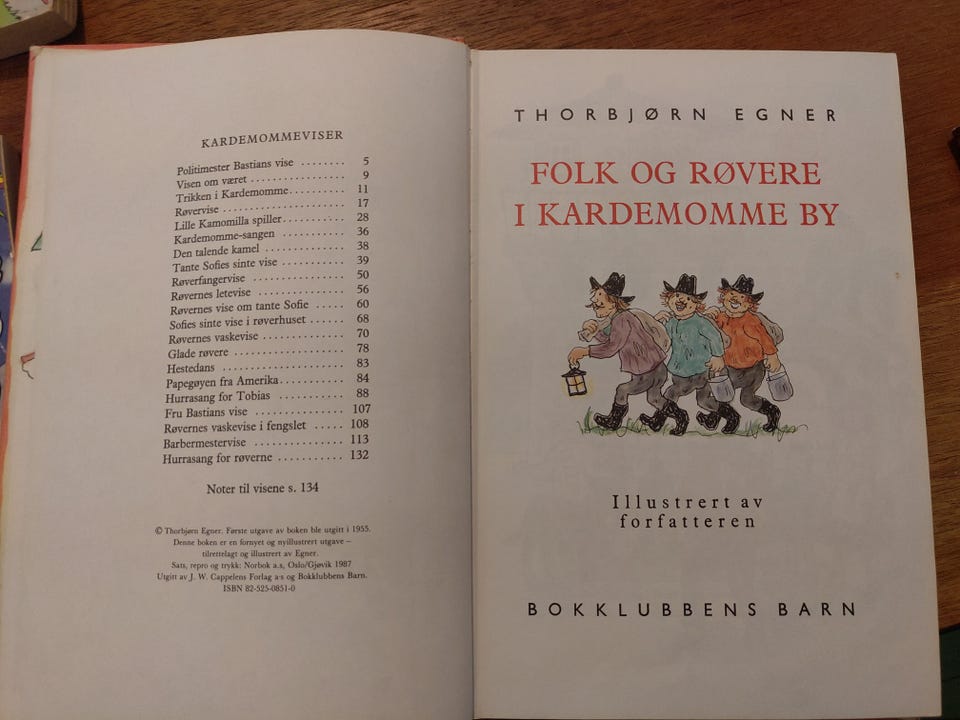 KARDEMOMMEVISER
Politimester Bastians vise ........ 5
Visen om været ................. 9
Trikken i Kardemomme.......... 11
Røvervise ...................... 17
Lille Kamomilla spiller........... 28
Kardemomme-sangen ............ 36
Den talende kamel .............. 38
Tante Sofies sinte vise ........... 39
Røverfangervise ................. 50
Røvernes letevise ................ 56
Røvernes vise om tante Sofie ..... 60
Sofies sinte vise i røverhuset ...... 68
Røvernes vaskevise .............. 70
Glade røvere ................... 78
Hestedans ...................... 83
Papegøyen fra Amerika........... 84
Hurrasang for Tobias ............ 88
Fru Bastians vise ............... 107
Røvernes vaskevise i fengslet ..... 108
Barbermestervise ............... 113
Hurrasang for røverne ........... 132
Noter til visene s. 134
© Thorbjørn Egner. Første utgave av boken ble utgitt i 1955.
Denne boken er en fornyet og nyillustrert utgave –
tilrettelagt og illustrert av Egner.
Sats, repro og trykk: Norbok a.s, Oslo/Gjøvik 1987
Utgitt av J. W. Cappelens Forlag a·s og Bokklubbens Barn.
ISBN 82-525-0851-0
THORBJØRN EGNER
FOLK OG RØVERE
I KARDEMOMME BY
Illustrert av
forfatteren
BOKKLUBBENS BARN